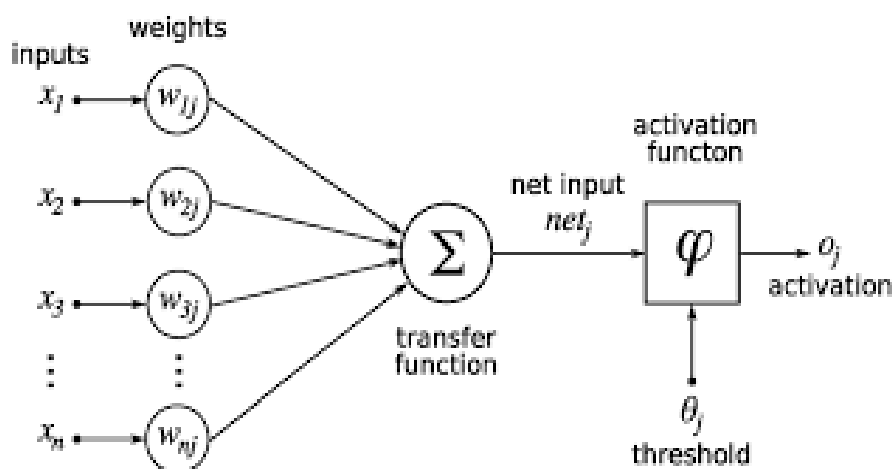 weights
inputs
x1
w1j
x2
w2j
x3
w3j
⋮
⋮
xn
wnj
Σ
transfer
function
net input
netj
activation
functon
φ
oj
activation
θj
threshold